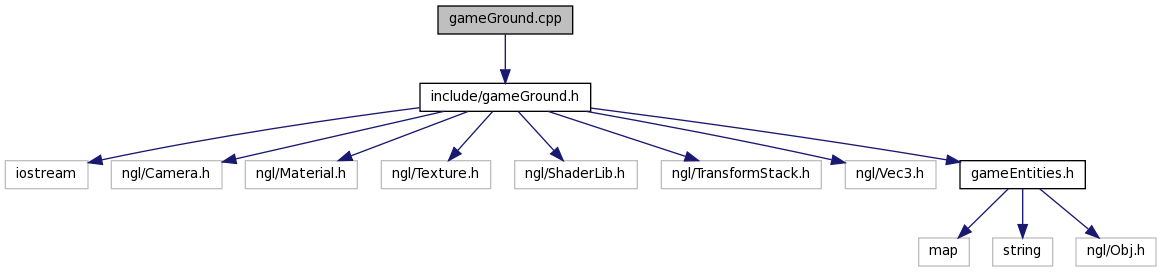 gameGround.cpp
include/gameGround.h
iostream
ngl/Camera.h
ngl/Material.h
ngl/Texture.h
ngl/ShaderLib.h
ngl/TransformStack.h
ngl/Vec3.h
gameEntities.h
map
string
ngl/Obj.h